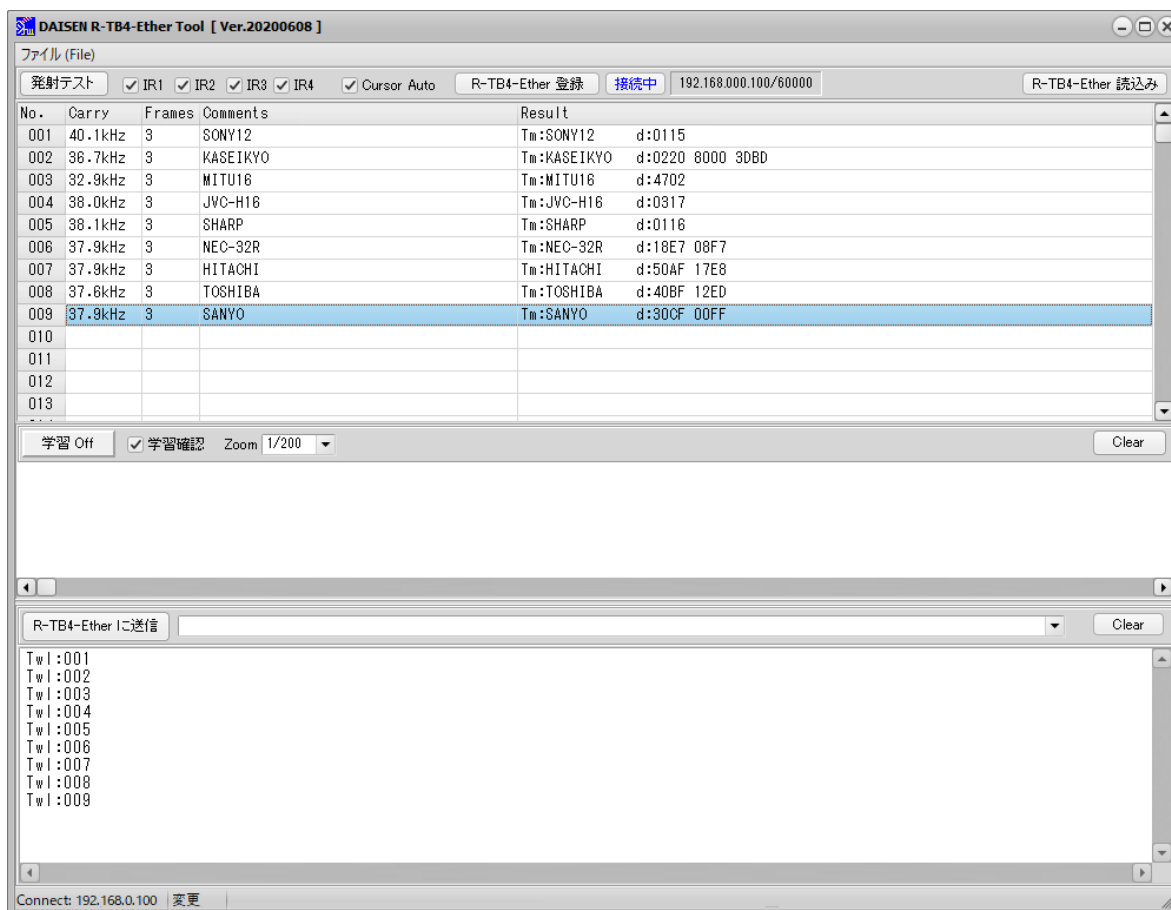 DAISEN R-TB4-Ether Tool [ Ver.20200608 ]
ファイル (File)
発射テスト IR1 IR2 IR3 IR4 Cursor Auto R-TB4-Ether 登録 接続中 192.168.000.100/60000 R-TB4-Ether 読込み
No. Carry Frames Comments Result
001 40.1kHz 3 SONY12 Tm:SONY12 d:0115
002 36.7kHz 3 KASEIKYO Tm:KASEIKYO d:0220 8000 3DBD
003 32.9kHz 3 MITU16 Tm:MITU16 d:4702
004 38.0kHz 3 JVC-H16 Tm:JVC-H16 d:0317
005 38.1kHz 3 SHARP Tm:SHARP d:0116
006 37.9kHz 3 NEC-32R Tm:NEC-32R d:18E7 08F7
007 37.9kHz 3 HITACHI Tm:HITACHI d:50AF 17E8
008 37.6kHz 3 TOSHIBA Tm:TOSHIBA d:40BF 12ED
009 37.9kHz 3 SANYO Tm:SANYO d:30CF 00FF
010
011
012
013
学習 Off 学習確認 Zoom 1/200 Clear
R-TB4-Ether に送信 Clear
Twl:001
Twl:002
Twl:003
Twl:004
Twl:005
Twl:006
Twl:007
Twl:008
Twl:009
Connect: 192.168.0.100 変更